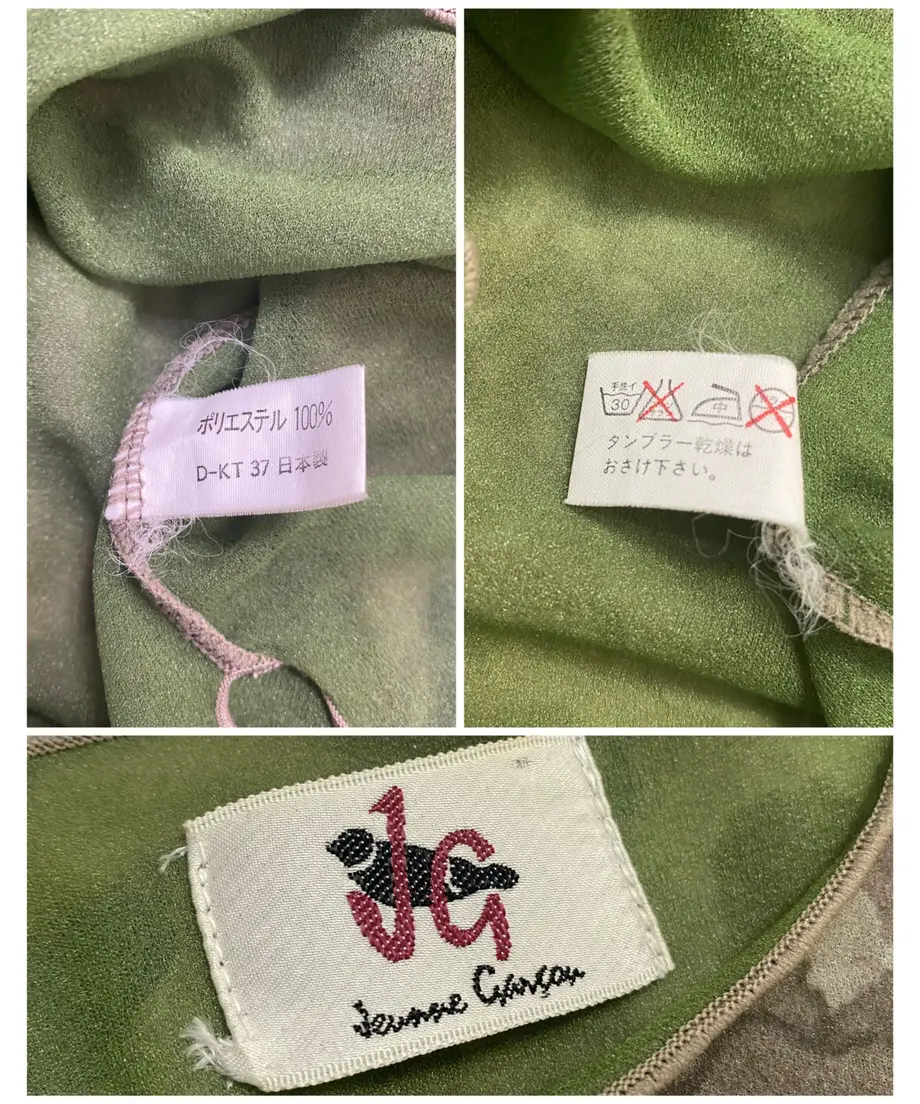 ポリエステル 100%
D-KT 37 日本製
手洗イ
30
中
タンブラー乾燥は
おさけ下さい。
JG
Jeunne Garçon